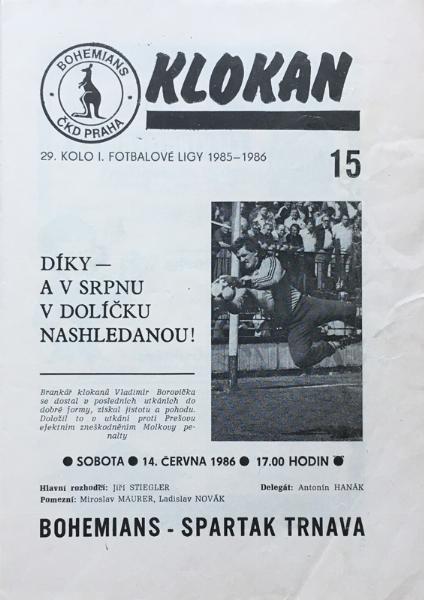 BOHEMIANS
ČKD PRAHA
KLOKAN
29. KOLO I. FOTBALOVÉ LIGY 1985–1986
15
DÍKY —
A V SRPNU
V DOLÍČKU
NASHLEDANOU!
Brankář klokanů Vladimír Borovička
se dostal v posledních utkáních do
dobré formy, získal jistotu a pohodu.
Doložil to v utkání proti Prešovu
efektním zneškodněním Molkovy pe-
nalty
● SOBOTA ● 14. ČERVNA 1986 ● 17.00 HODIN ●
Hlavní rozhodčí: Jiří STIEGLER Delegát: Antonín HANÁK
Pomezní: Miroslav MAURER, Ladislav NOVÁK
BOHEMIANS - SPARTAK TRNAVA